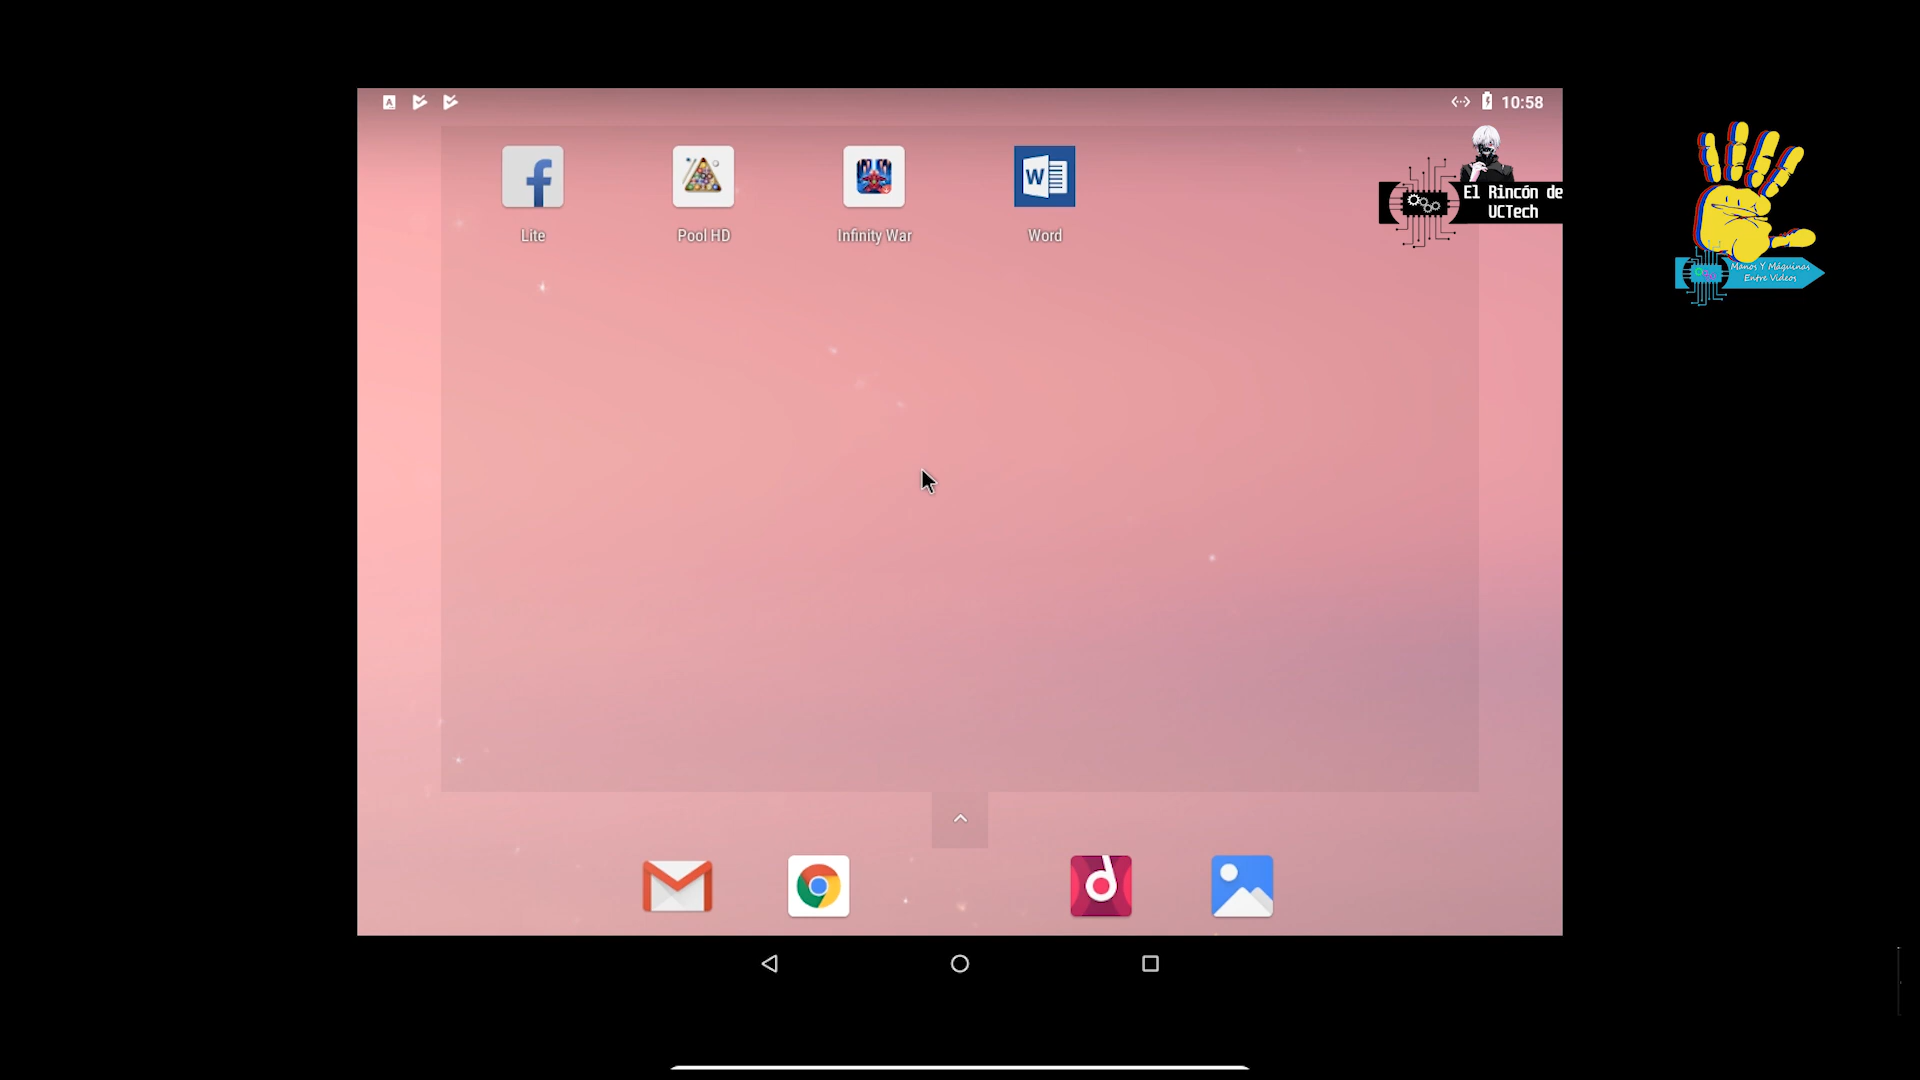 A
10:58
Lite
Pool HD
Infinity War
W
Word
El Rincón de
UCTech
Manos Y Máquinas
Entre Videos